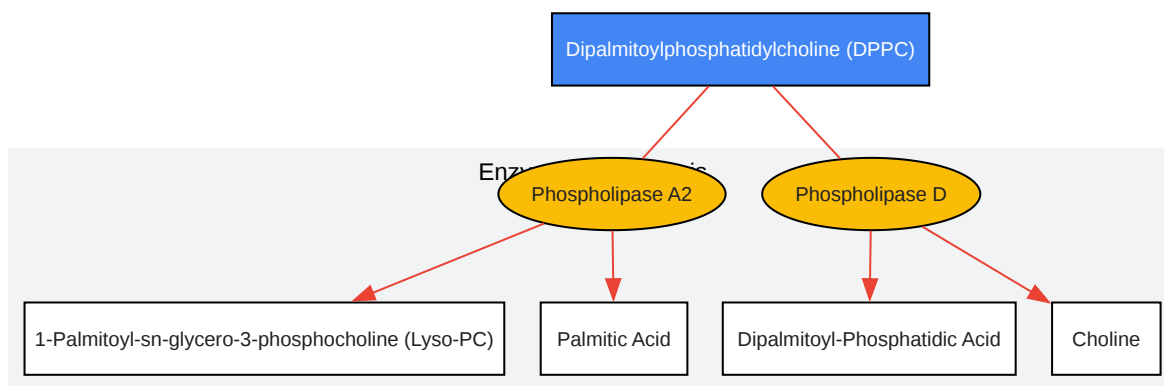 Dipalmitoylphosphatidylcholine (DPPC)
Phospholipase A2
Phospholipase D
1-Palmitoyl-sn-glycero-3-phosphocholine (Lyso-PC)
Palmitic Acid
Dipalmitoyl-Phosphatidic Acid
Choline